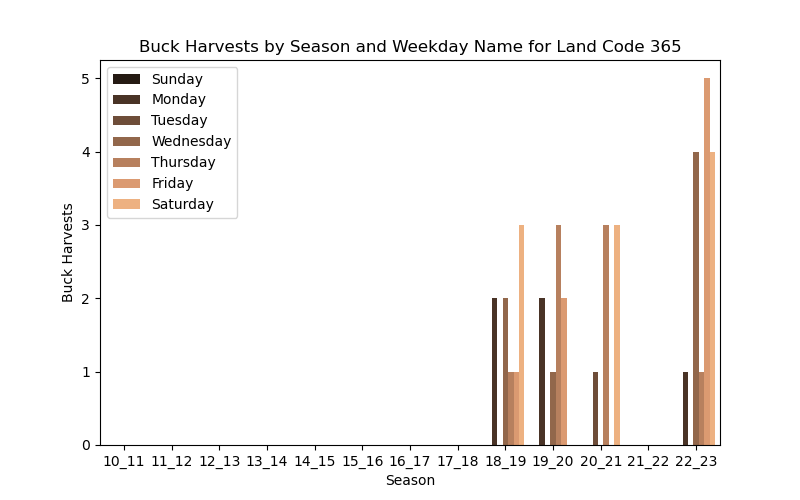 Buck Harvests by Season and Weekday Name for Land Code 365
Sunday
Monday
Tuesday
Wednesday
Thursday
Friday
Saturday
5
4
3
2
1
0
Buck Harvests
10_11 11_12 12_13 13_14 14_15 15_16 16_17 17_18 18_19 19_20 20_21 21_22 22_23
Season